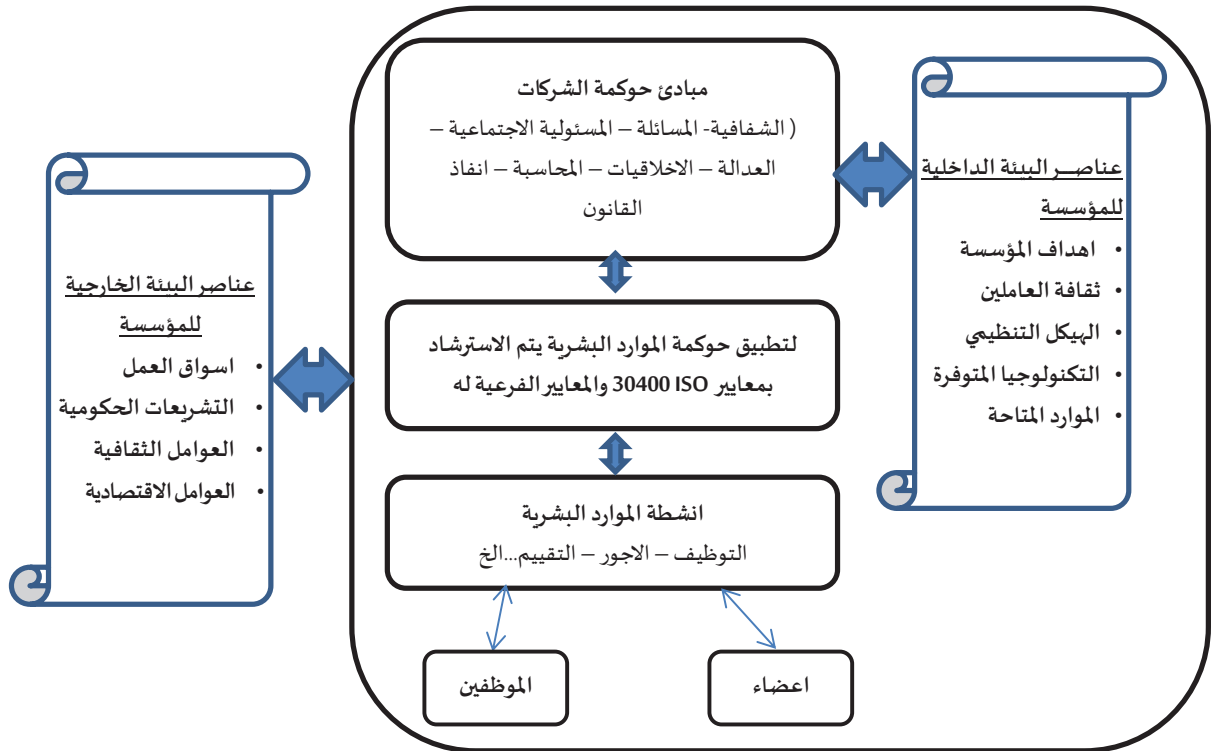 مبادئ حوكمة الشركات
( الشفافية- المسائلة – المسئولية الاجتماعية –
العدالة – الاخلاقيات – المحاسبة – انفاذ
القانون
عناصر البيئة الداخلية
للمؤسسة
• اهداف المؤسسة
• ثقافة العاملين
• الهيكل التنظيمي
• التكنولوجيا المتوفرة
• الموارد المتاحة
عناصر البيئة الخارجية
للمؤسسة
• اسواق العمل
• التشريعات الحكومية
• العوامل الثقافية
• العوامل الاقتصادية
لتطبيق حوكمة الموارد البشرية يتم الاسترشاد
بمعايير 30400 ISO والمعايير الفرعية له
انشطة الموارد البشرية
التوظيف – الاجور – التقييم...الخ
اعضاء
الموظفين